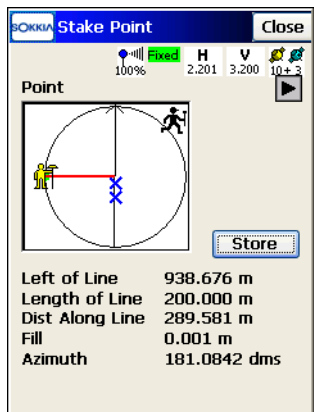 SOKKIA Stake Point Close
Fixed H V
100% 2.201 3.200 10+ 3
Point
Store
Left of Line 938.676 m
Length of Line 200.000 m
Dist Along Line 289.581 m
Fill 0.001 m
Azimuth 181.0842 dms